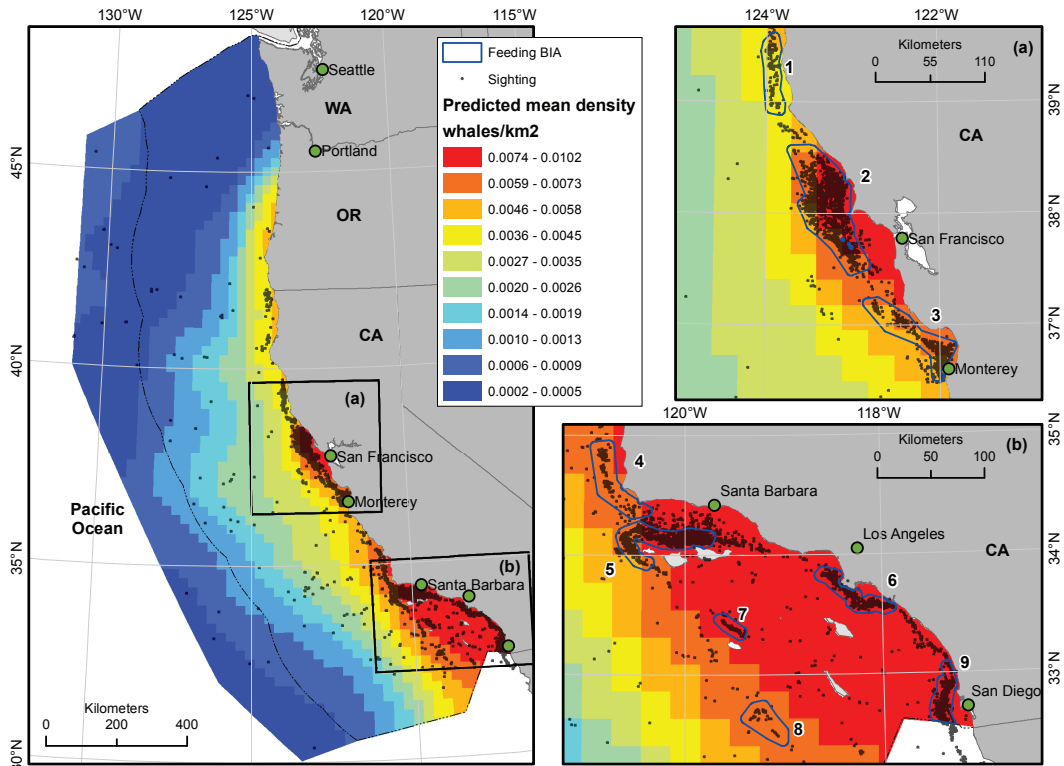 125°W
120°W
115°W
Seattle
WA
Portland
45°N
OR
CA
40°N
(a)
San Francisco
Monterey
Pacific
Ocean
35°N
(b)
Santa Barbara
Kilometers
0 200 400
30°N
Feeding BIA
Sighting
Predicted mean density
whales/km2
0.0074 - 0.0102
0.0059 - 0.0073
0.0046 - 0.0058
0.0036 - 0.0045
0.0027 - 0.0035
0.0020 - 0.0026
0.0014 - 0.0019
0.0010 - 0.0013
0.0006 - 0.0009
0.0002 - 0.0005
124°W
122°W
(a)
Kilometers
0 55 110
1
39°N
CA
2
38°N
San Francisco
3
37°N
Monterey
120°W
118°W
(b)
35°N
Kilometers
0 50 100
4
Santa Barbara
Los Angeles
34°N
CA
5
6
7
33°N
9
San Diego
8